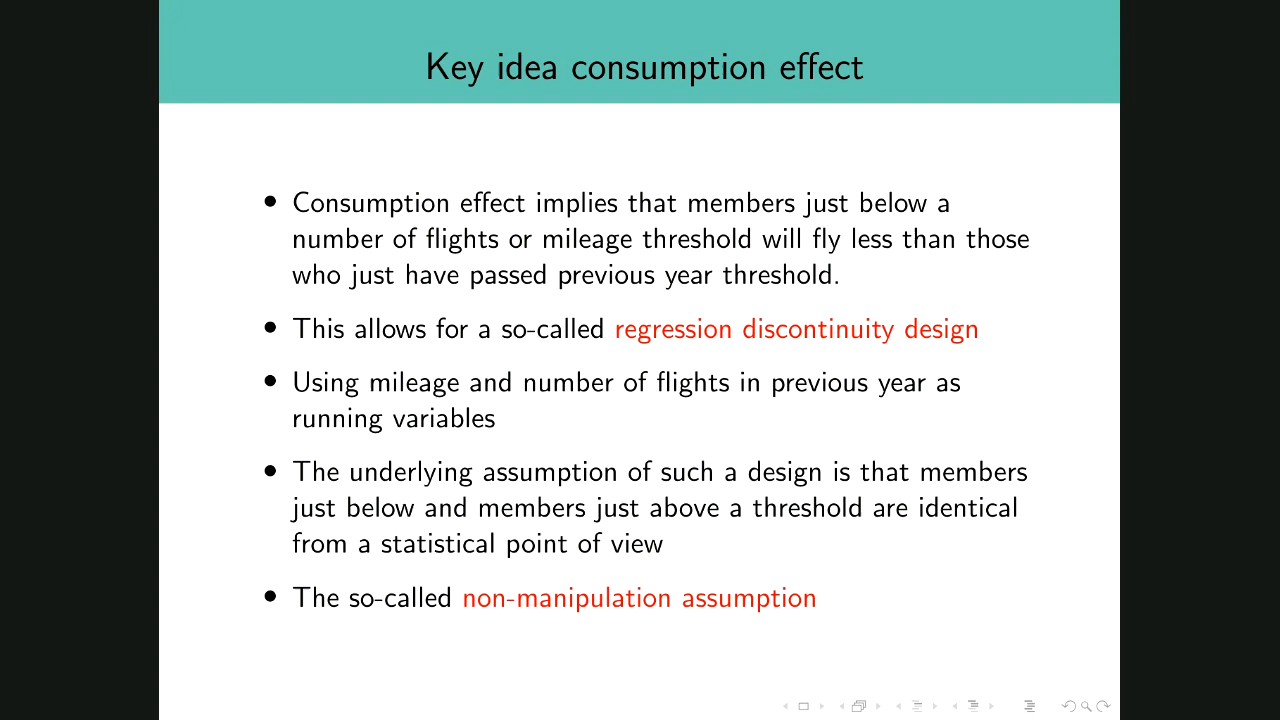 Key idea consumption effect
• Consumption effect implies that members just below a
number of flights or mileage threshold will fly less than those
who just have passed previous year threshold.
• This allows for a so-called regression discontinuity design
• Using mileage and number of flights in previous year as
running variables
• The underlying assumption of such a design is that members
just below and members just above a threshold are identical
from a statistical point of view
• The so-called non-manipulation assumption